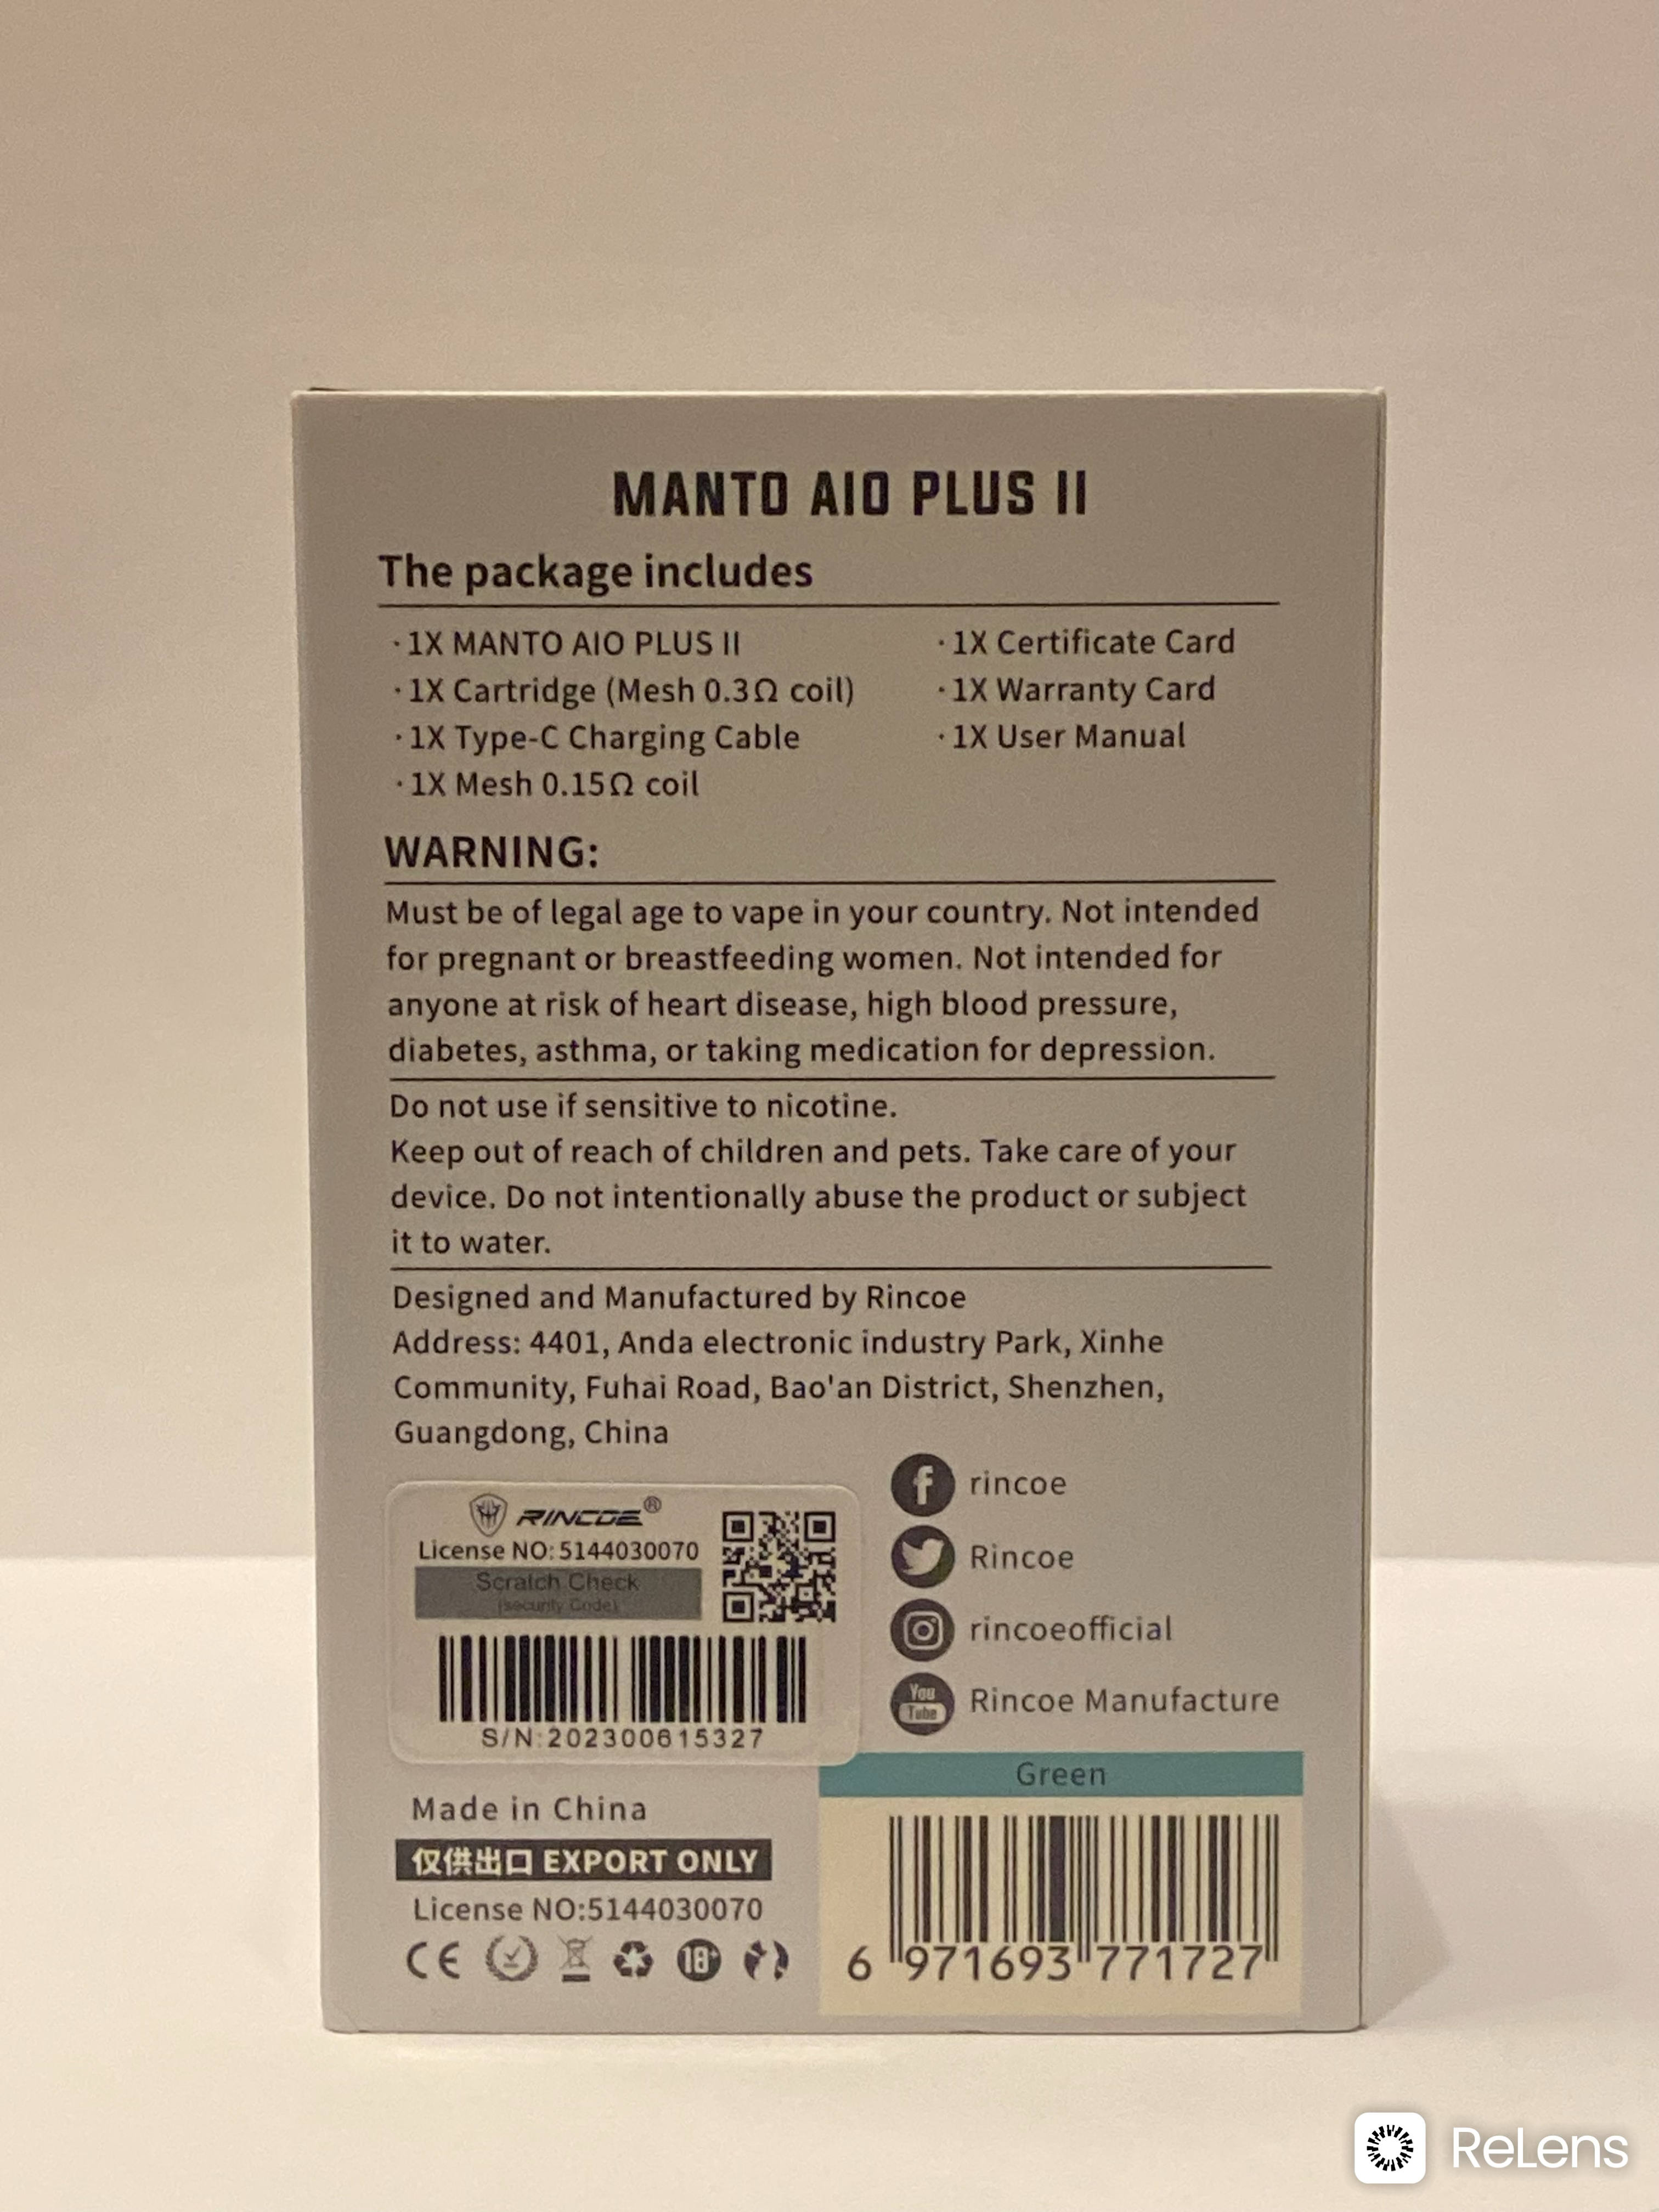 MANTO AIO PLUS II
The package includes
·1X MANTO AIO PLUS II
·1X Cartridge (Mesh 0.3Ω coil)
·1X Type-C Charging Cable
·1X Mesh 0.15Ω coil
·1X Certificate Card
·1X Warranty Card
·1X User Manual
WARNING:
Must be of legal age to vape in your country. Not intended
for pregnant or breastfeeding women. Not intended for
anyone at risk of heart disease, high blood pressure,
diabetes, asthma, or taking medication for depression.
Do not use if sensitive to nicotine.
Keep out of reach of children and pets. Take care of your
device. Do not intentionally abuse the product or subject
it to water.
Designed and Manufactured by Rincoe
Address: 4401, Anda electronic industry Park, Xinhe
Community, Fuhai Road, Bao'an District, Shenzhen,
Guangdong, China
RINCOE®
License NO:5144030070
Scratch Check
(security Code)
S/N:202300615327
f rincoe
Rincoe
rincoeofficial
You
Tube
Rincoe Manufacture
Green
6 971693 771727
Made in China
仅供出口 EXPORT ONLY
License NO:5144030070
CE 18+
ReLens